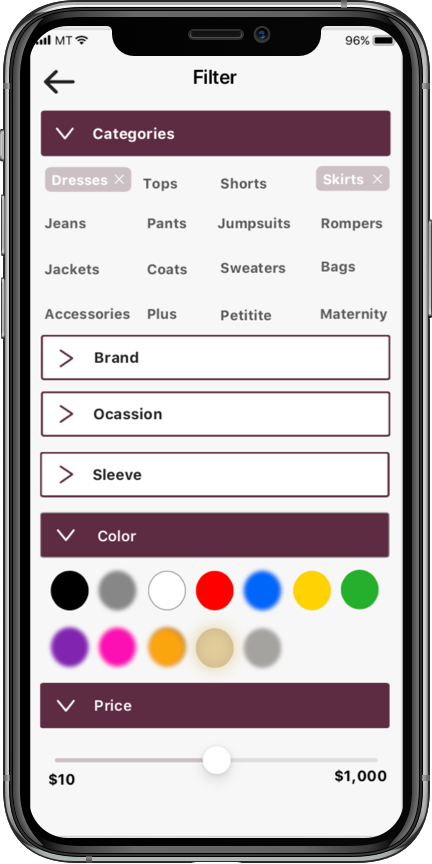 MT 96%
Filter
Categories
Dresses × Tops Shorts Skirts ×
Jeans Pants Jumpsuits Rompers
Jackets Coats Sweaters Bags
Accessories Plus Petitite Maternity
Brand
Ocassion
Sleeve
Color
Price
$10 $1,000